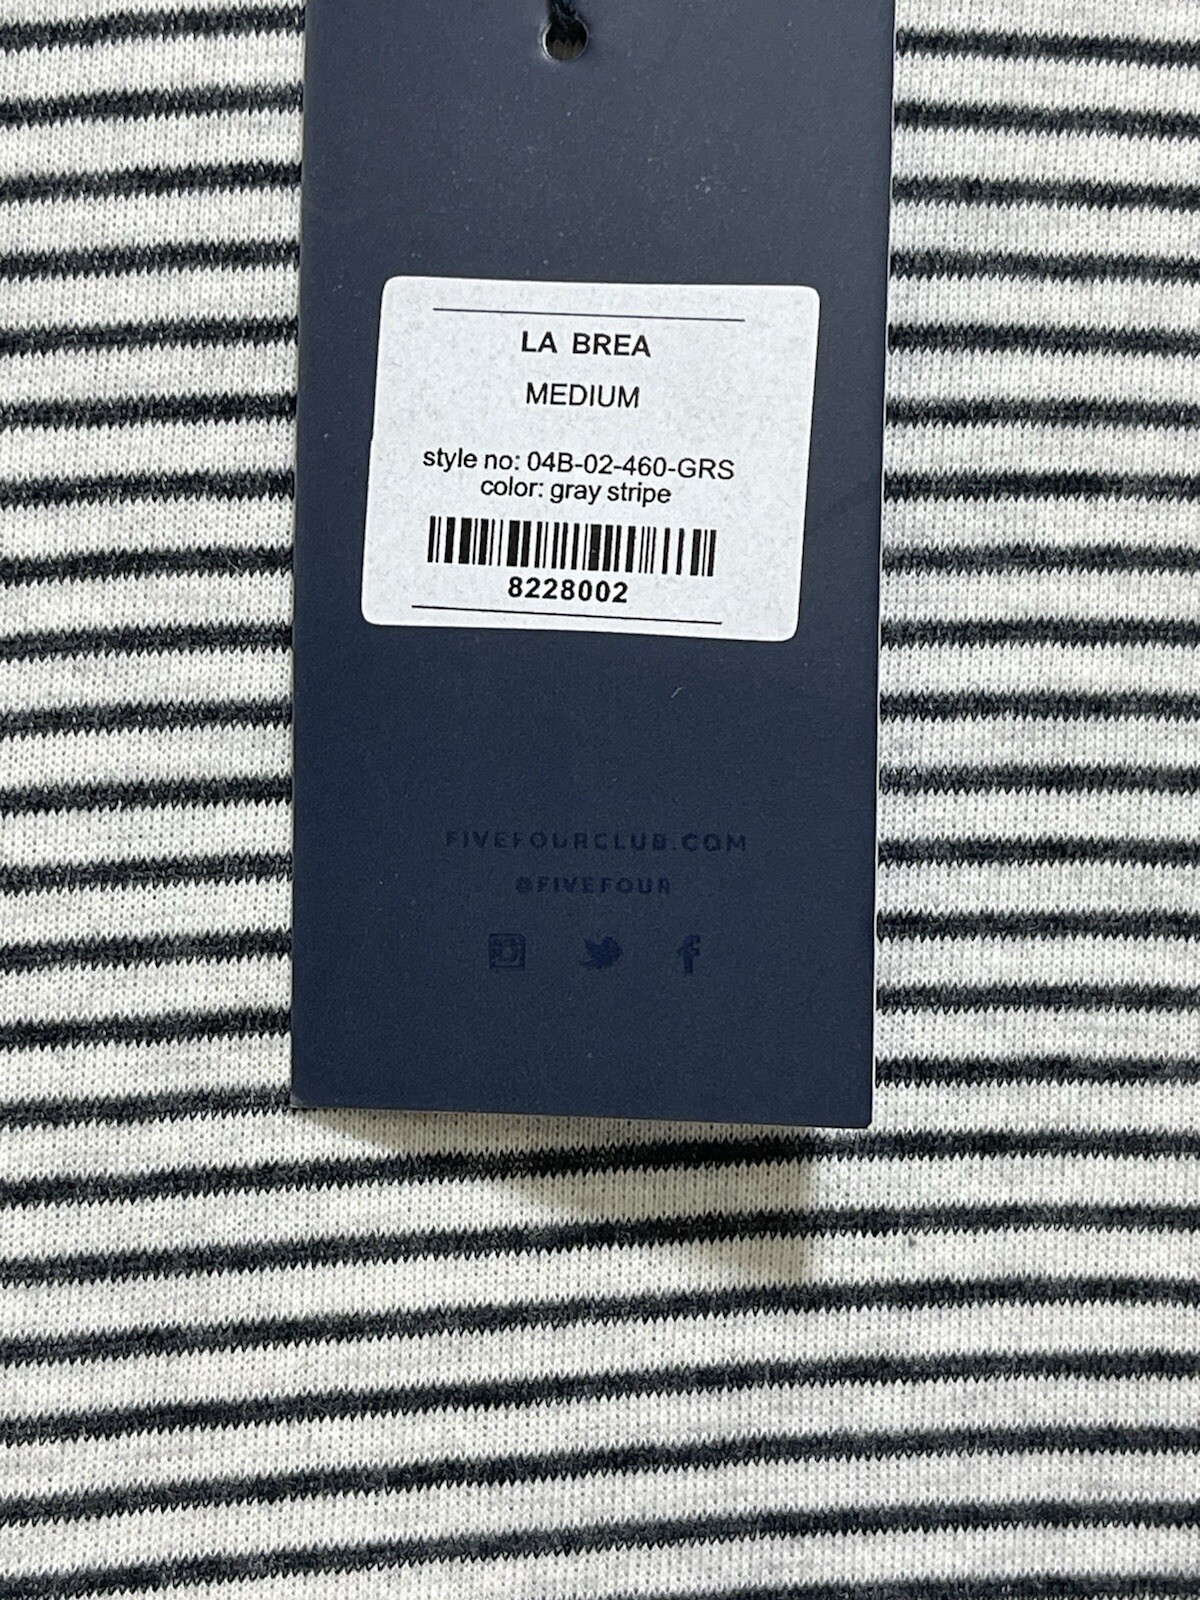 LA BREA
MEDIUM
style no: 04B-02-460-GRS
color: gray stripe
8228002
FIVEFOURCLUB.COM
@FIVEFOUR